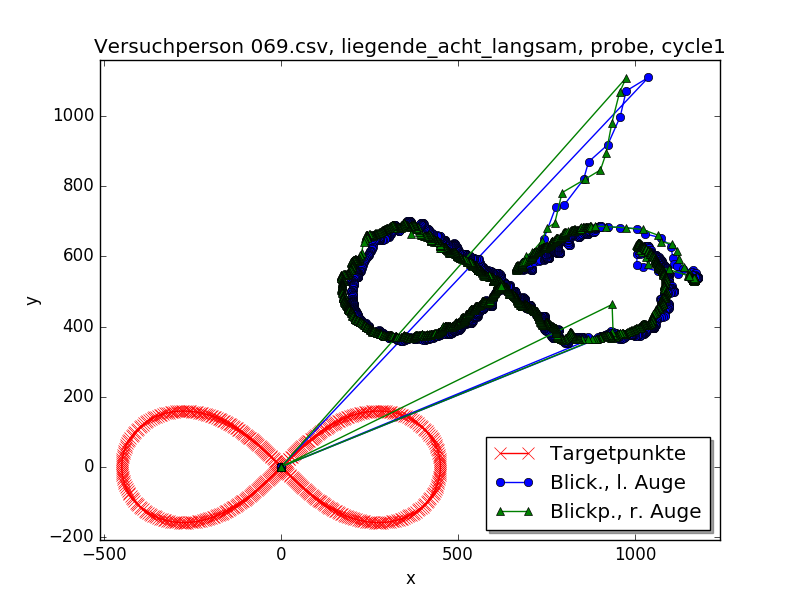 Versuchperson 069.csv, liegende_acht_langsam, probe, cycle1
1000
800
600
400
200
0
−200
y
−500 0 500 1000
x
Targetpunkte
Blick., l. Auge
Blickp., r. Auge